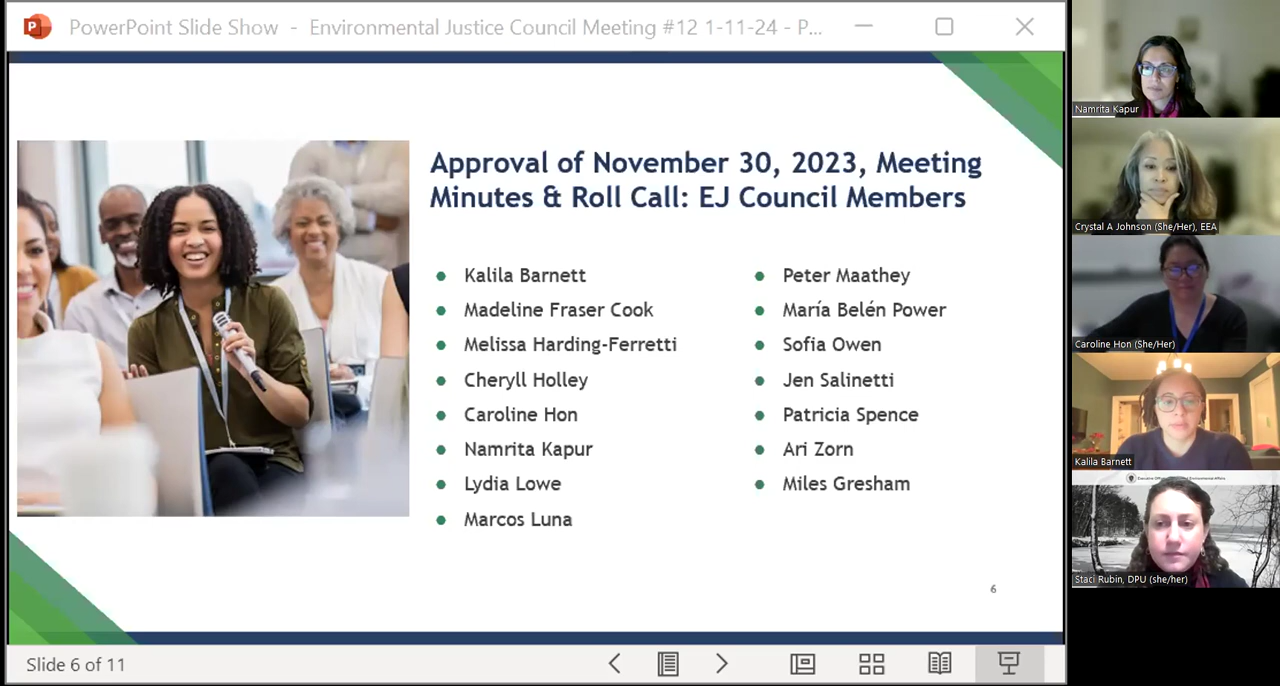 PowerPoint Slide Show - Environmental Justice Council Meeting #12 1-11-24 - P...
Approval of November 30, 2023, Meeting
Minutes & Roll Call: EJ Council Members
Kalila Barnett
Madeline Fraser Cook
Melissa Harding-Ferretti
Cheryll Holley
Caroline Hon
Namrita Kapur
Lydia Lowe
Marcos Luna
Peter Maathey
María Belén Power
Sofia Owen
Jen Salinetti
Patricia Spence
Ari Zorn
Miles Gresham
6
Slide 6 of 11
Namrita Kapur
Crystal A Johnson (She/Her), EEA
Caroline Hon (She/Her)
Kalila Barnett
Staci Rubin, DPU (she/her)